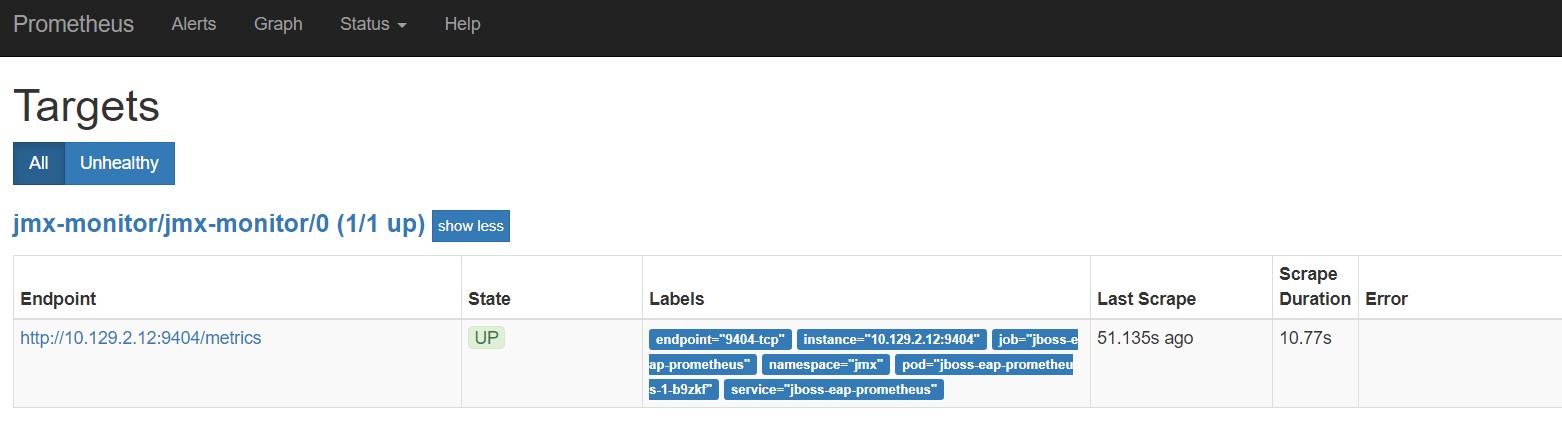 Prometheus Alerts Graph Status Help
Targets
All Unhealthy
jmx-monitor/jmx-monitor/0 (1/1 up) show less
Endpoint State Labels Last Scrape Scrape Duration Error
http://10.129.2.12:9404/metrics UP endpoint="9404-tcp" instance="10.129.2.12:9404" job="jboss-e 51.135s ago 10.77s
ap-prometheus" namespace="jmx" pod="jboss-eap-prometheu
s-1-b9zkf" service="jboss-eap-prometheus"